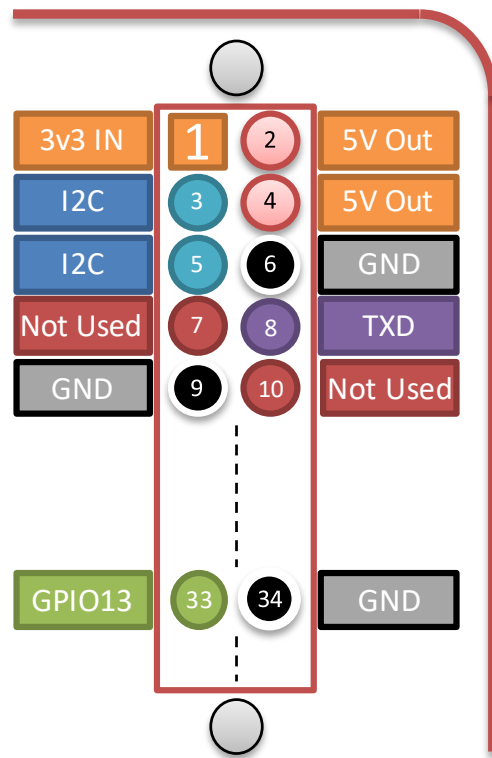 3v3 IN 1 2 5V Out
I2C 3 4 5V Out
I2C 5 6 GND
Not Used 7 8 TXD
GND 9 10 Not Used
GPIO13 33 34 GND